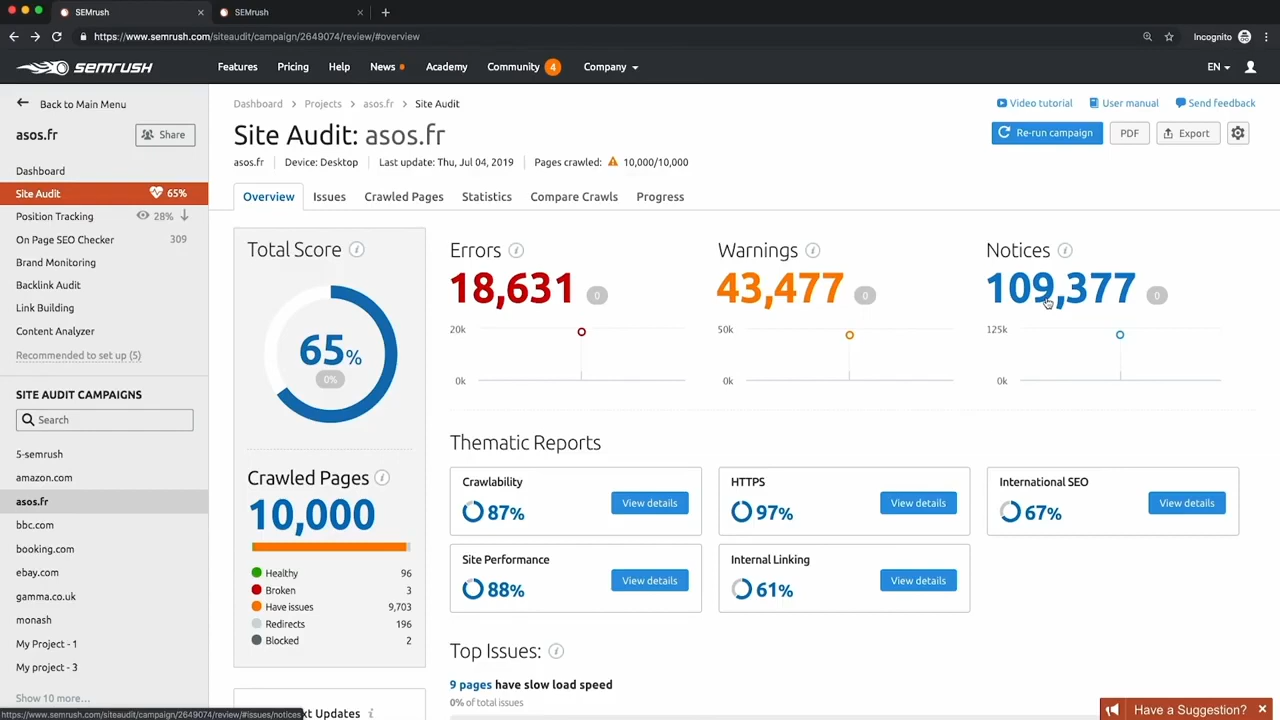 SEMrush
SEMrush
https://www.semrush.com/siteaudit/campaign/2649074/review/#overview
Incognito
SEMRUSH
Features Pricing Help News Academy Community 4 Company
EN
Back to Main Menu
asos.fr
Share
Dashboard
Site Audit 65%
Position Tracking 28%
On Page SEO Checker 309
Brand Monitoring
Backlink Audit
Link Building
Content Analyzer
Recommended to set up (5)
SITE AUDIT CAMPAIGNS
Search
5-semrush
amazon.com
asos.fr
bbc.com
booking.com
ebay.com
gamma.co.uk
monash
My Project - 1
My project - 3
Show 10 more...
https://www.semrush.com/siteaudit/campaign/2649074/review/#issues/notices
Dashboard > Projects > asos.fr > Site Audit
Video tutorial User manual Send feedback
Site Audit: asos.fr
Re-run campaign PDF Export
asos.fr Device: Desktop Last update: Thu, Jul 04, 2019 Pages crawled: 10,000/10,000
Overview Issues Crawled Pages Statistics Compare Crawls Progress
Total Score
65%
0%
Crawled Pages
10,000
Healthy 96
Broken 3
Have issues 9,703
Redirects 196
Blocked 2
xt Updates
Errors
18,631 0
20k
0k
Warnings
43,477 0
50k
0k
Notices
109,377 0
125k
0k
Thematic Reports
Crawlability
87% View details
HTTPS
97% View details
International SEO
67% View details
Site Performance
88% View details
Internal Linking
61% View details
Top Issues:
9 pages have slow load speed
0% of total issues
Have a Suggestion?